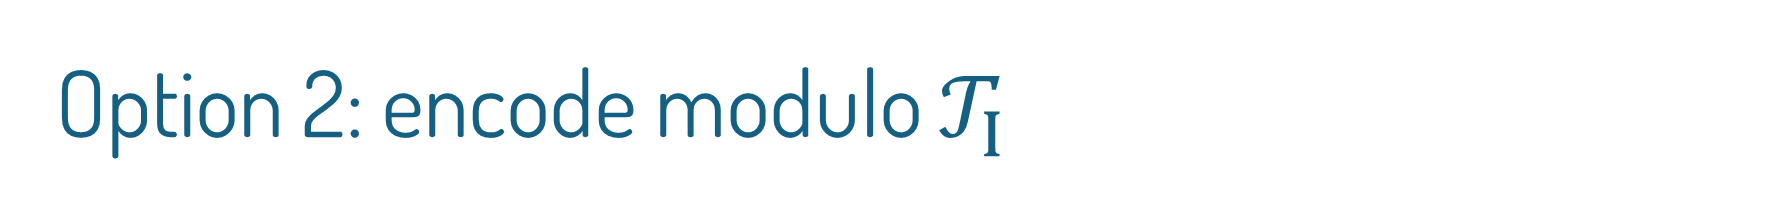 Option 2: encode modulo 𝒯_I